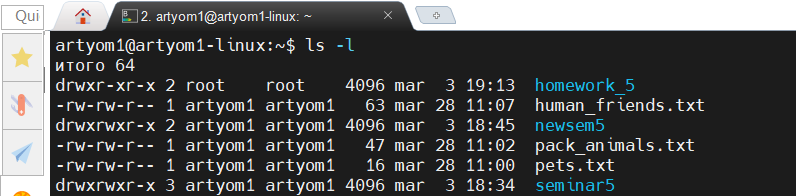 Qui
2. artyom1@artyom1-linux: ~
artyom1@artyom1-linux:~$ ls -l
итого 64
drwxr-xr-x 2 root    root    4096 mar  3 19:13  homework_5
-rw-rw-r-- 1 artyom1 artyom1   63 mar 28 11:07  human_friends.txt
drwxrwxr-x 2 artyom1 artyom1 4096 mar  3 18:45  newsem5
-rw-rw-r-- 1 artyom1 artyom1   47 mar 28 11:02  pack_animals.txt
-rw-rw-r-- 1 artyom1 artyom1   16 mar 28 11:00  pets.txt
drwxrwxr-x 3 artyom1 artyom1 4096 mar  3 18:34  seminar5